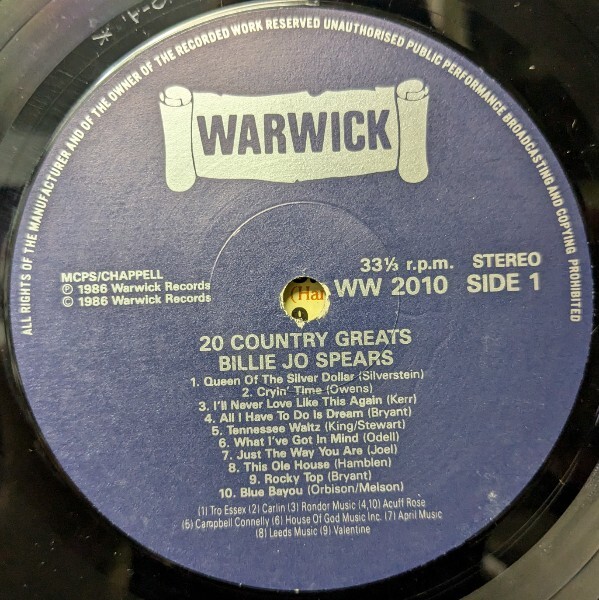 ALL RIGHTS OF THE MANUFACTURER AND OF THE OWNER OF THE RECORDED WORK RESERVED UNAUTHORISED PUBLIC PERFORMANCE BROADCASTING AND COPYING PROHIBITED
WARWICK
MCPS/CHAPPELL
℗ 1986 Warwick Records
© 1986 Warwick Records
33⅓ r.p.m. STEREO
WW 2010 SIDE 1
(Har
20 COUNTRY GREATS
BILLIE JO SPEARS
1. Queen Of The Silver Dollar (Silverstein)
2. Cryin' Time (Owens)
3. I'll Never Love Like This Again (Kerr)
4. All I Have To Do Is Dream (Bryant)
5. Tennessee Waltz (King/Stewart)
6. What I've Got In Mind (Odell)
7. Just The Way You Are (Joel)
8. This Ole House (Hamblen)
9. Rocky Top (Bryant)
10. Blue Bayou (Orbison/Melson)
(1) Tro Essex (2) Carlin (3) Rondor Music (4,10) Acuff Rose
(5) Campbell Connelly (6) House Of God Music Inc. (7) April Music
(8) Leeds Music (9) Valentine